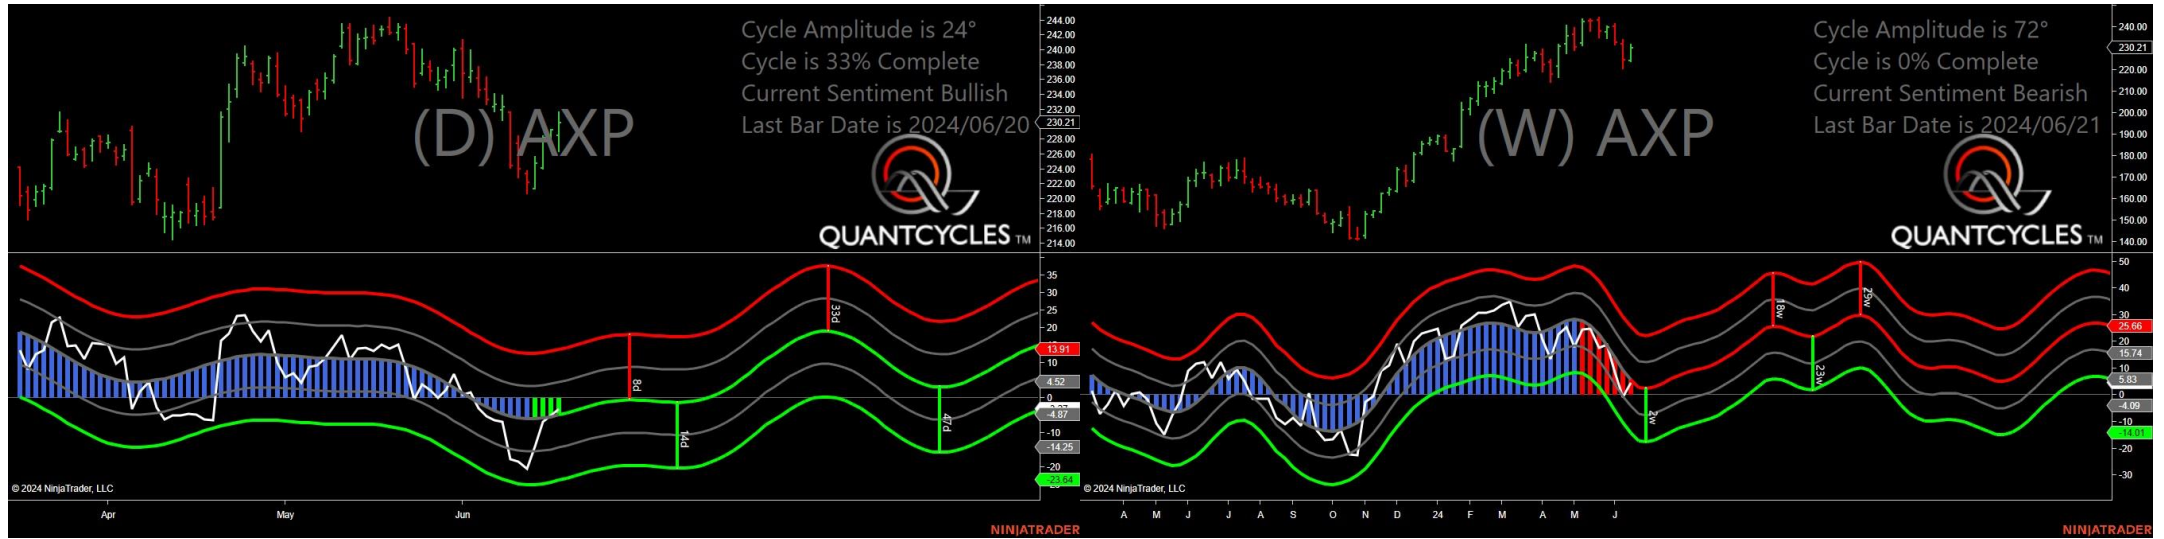 Cycle Amplitude is 24°
Cycle is 33% Complete
Current Sentiment Bullish
Last Bar Date is 2024/06/20
(D) AXP
QUANTCYCLES TM
244.00
242.00
240.00
238.00
236.00
234.00
232.00
230.21
228.00
226.00
224.00
222.00
220.00
218.00
216.00
214.00
35
30
25
20
13.91
10
4.52
0
-4.87
-10
-14.25
-20
-23.64
8d
14d
33d
47d
© 2024 NinjaTrader, LLC
Apr
May
Jun
NINJATRADER
Cycle Amplitude is 72°
Cycle is 0% Complete
Current Sentiment Bearish
Last Bar Date is 2024/06/21
(W) AXP
QUANTCYCLES TM
240.00
230.21
220.00
210.00
200.00
190.00
180.00
170.00
160.00
150.00
140.00
50
40
30
25.66
20
15.74
10
5.83
0
-4.09
-14.01
-20
-30
2w
18w
23w
29w
© 2024 NinjaTrader, LLC
A
M
J
J
A
S
O
N
D
24
F
M
A
M
J
NINJATRADER